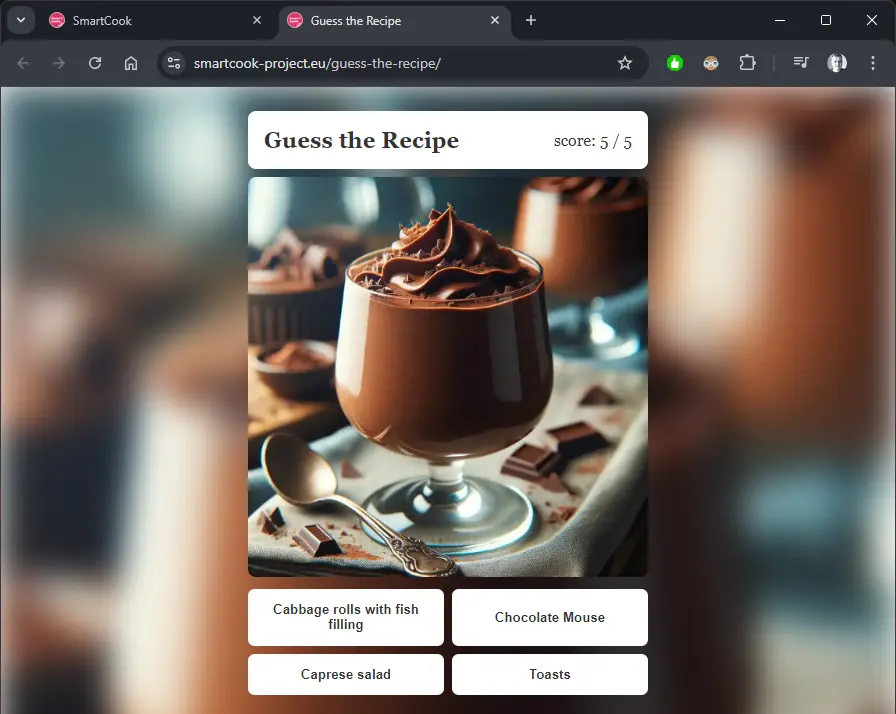 SmartCook
Guess the Recipe
smartcook-project.eu/guess-the-recipe/
Guess the Recipe
score: 5 / 5
Cabbage rolls with fish
filling
Chocolate Mouse
Caprese salad
Toasts